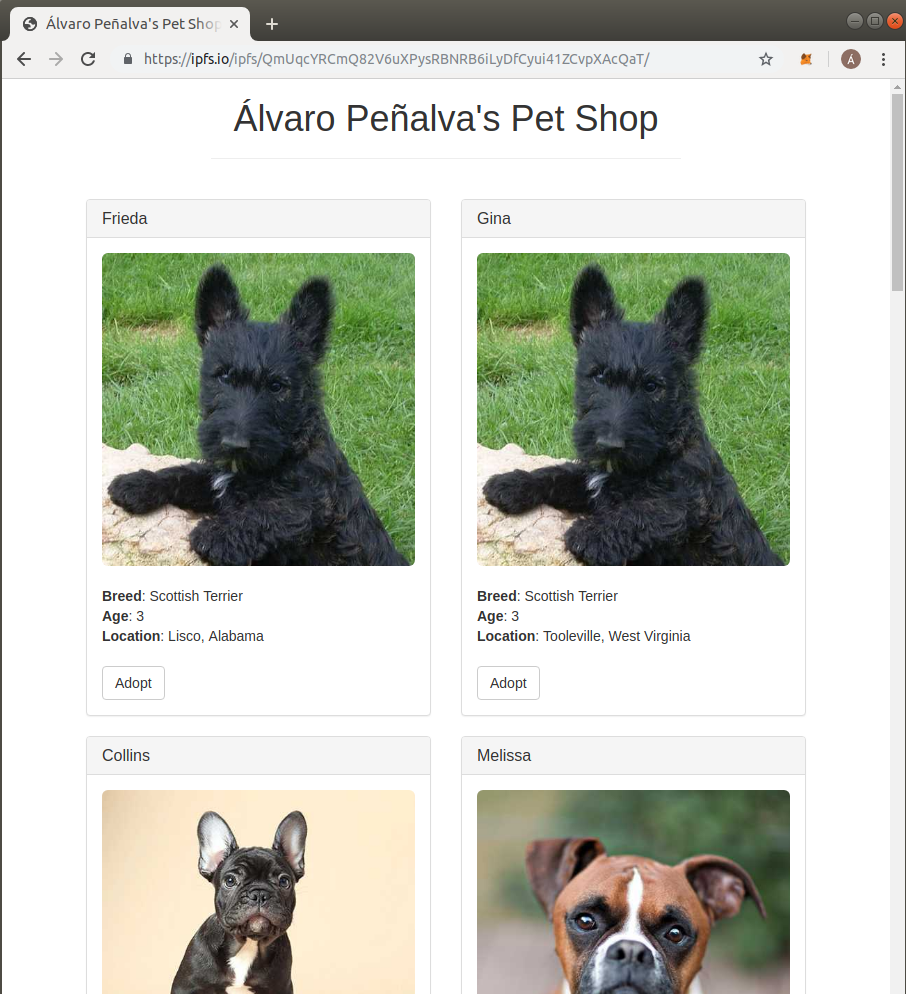 Álvaro Peñalva's Pet Shop
https://ipfs.io/ipfs/QmUqcYRCmQ82V6uXPysRBNRB6iLyDfCyui41ZCvpXAcQaT/
Á
Álvaro Peñalva's Pet Shop
Frieda
Breed: Scottish Terrier
Age: 3
Location: Lisco, Alabama
Adopt
Gina
Breed: Scottish Terrier
Age: 3
Location: Tooleville, West Virginia
Adopt
Collins
Melissa